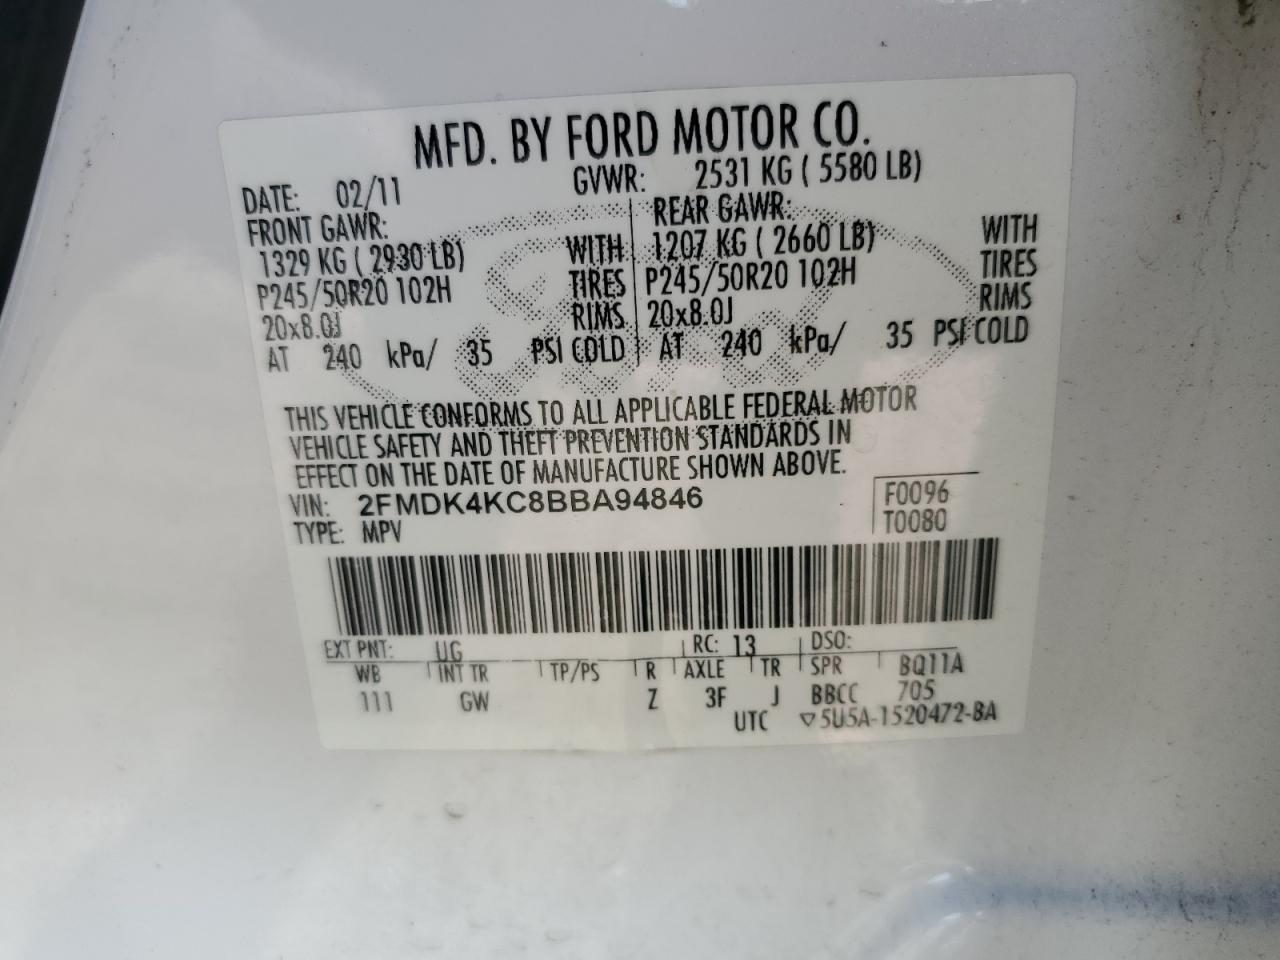 MFD. BY FORD MOTOR CO.
DATE: 02/11 GVWR: 2531 KG ( 5580 LB)
FRONT GAWR: REAR GAWR:
1329 KG ( 2930 LB) WITH 1207 KG ( 2660 LB) WITH
P245/50R20 102H TIRES P245/50R20 102H TIRES
20x8.0J RIMS 20x8.0J RIMS
AT 240 kPa/ 35 PSI COLD AT 240 kPa/ 35 PSI COLD
THIS VEHICLE CONFORMS TO ALL APPLICABLE FEDERAL MOTOR
VEHICLE SAFETY AND THEFT PREVENTION STANDARDS IN
EFFECT ON THE DATE OF MANUFACTURE SHOWN ABOVE.
VIN: 2FMDK4KC8BBA94846 F0096
TYPE: MPV T0080
EXT PNT: UG RC: 13 DSO:
WB INT TR TP/PS R AXLE TR SPR BQ11A
111 GW Z 3F J BBCC 705
UTC ▽5U5A-1520472-BA